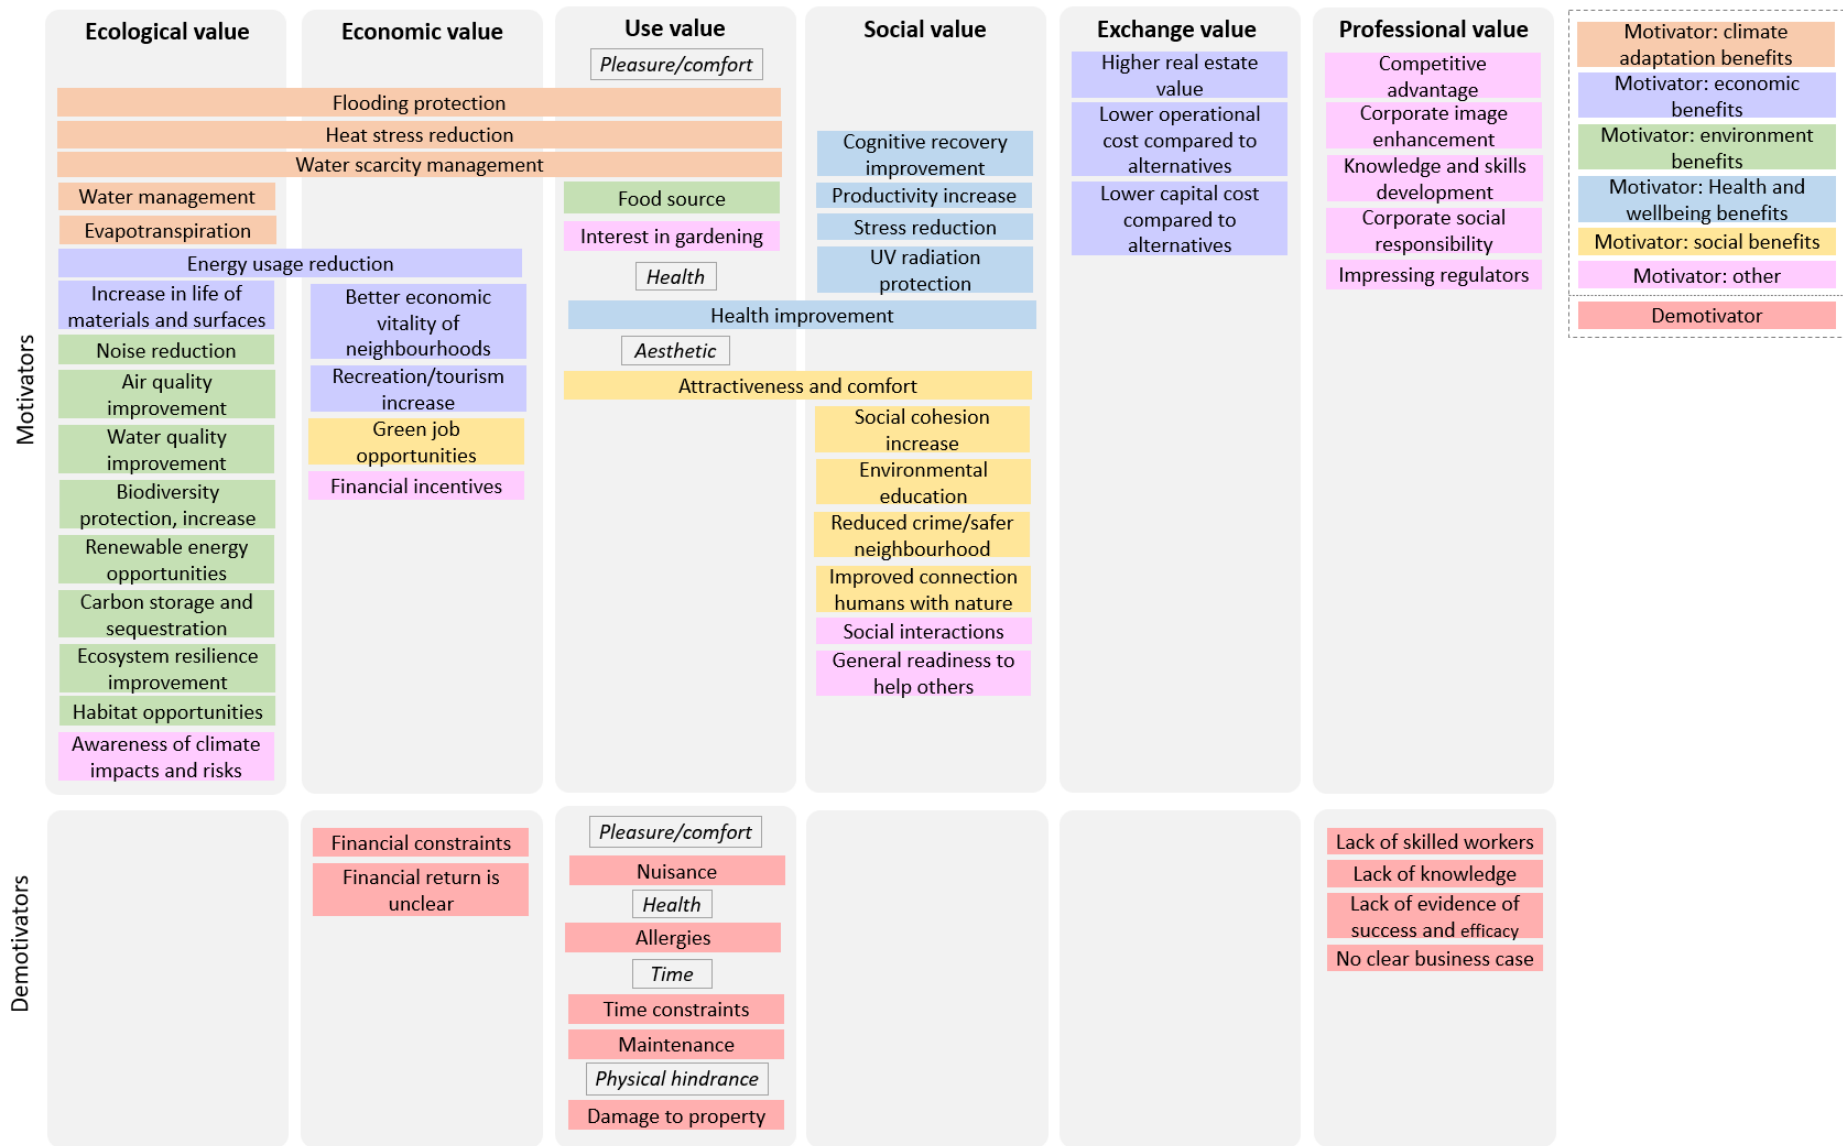 Ecological value
Economic value
Use value
Social value
Exchange value
Professional value
Motivators
Pleasure/comfort
Flooding protection
Heat stress reduction
Water scarcity management
Water management
Evapotranspiration
Energy usage reduction
Increase in life of
materials and surfaces
Noise reduction
Air quality
improvement
Water quality
improvement
Biodiversity
protection, increase
Renewable energy
opportunities
Carbon storage and
sequestration
Ecosystem resilience
improvement
Habitat opportunities
Awareness of climate
impacts and risks
Better economic
vitality of
neighbourhoods
Recreation/tourism
increase
Green job
opportunities
Financial incentives
Food source
Interest in gardening
Health
Health improvement
Aesthetic
Attractiveness and comfort
Cognitive recovery
improvement
Productivity increase
Stress reduction
UV radiation
protection
Social cohesion
increase
Environmental
education
Reduced crime/safer
neighbourhood
Improved connection
humans with nature
Social interactions
General readiness to
help others
Higher real estate
value
Lower operational
cost compared to
alternatives
Lower capital cost
compared to
alternatives
Competitive
advantage
Corporate image
enhancement
Knowledge and skills
development
Corporate social
responsibility
Impressing regulators
Motivator: climate
adaptation benefits
Motivator: economic
benefits
Motivator: environment
benefits
Motivator: Health and
wellbeing benefits
Motivator: social benefits
Motivator: other
Demotivator
Demotivators
Financial constraints
Financial return is
unclear
Pleasure/comfort
Nuisance
Health
Allergies
Time
Time constraints
Maintenance
Physical hindrance
Damage to property
Lack of skilled workers
Lack of knowledge
Lack of evidence of
success and efficacy
No clear business case